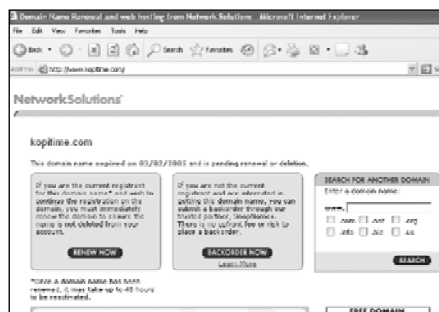 Domain Name Renewal and web hosting from Network Solutions - Microsoft Internet Explorer
File Edit View Favorites Tools Help
Back Search Favorites
Address http://www.kopitime.com/
NetworkSolutions
kopitime.com
This domain name expired on 03/02/2005 and is pending renewal or deletion.
If you are the current registrant
for this domain name* and wish to
continue the registration on the
domain, you must immediately
renew the domain to ensure the
name is not deleted from your
account.
RENEW NOW
If you are not the current
registrant and are interested in
getting this domain name, you can
submit a backorder through our
trusted partner, SnapNames.
There is no upfront fee or risk to
place a backorder.
BACKORDER NOW
Learn More
SEARCH FOR ANOTHER DOMAIN
Enter a domain name:
www.
.com .net .org
.info .biz .us
SEARCH
*Once a domain name has been
renewed, it may take up to 48 hours
to be reactivated.
FREE DOMAIN